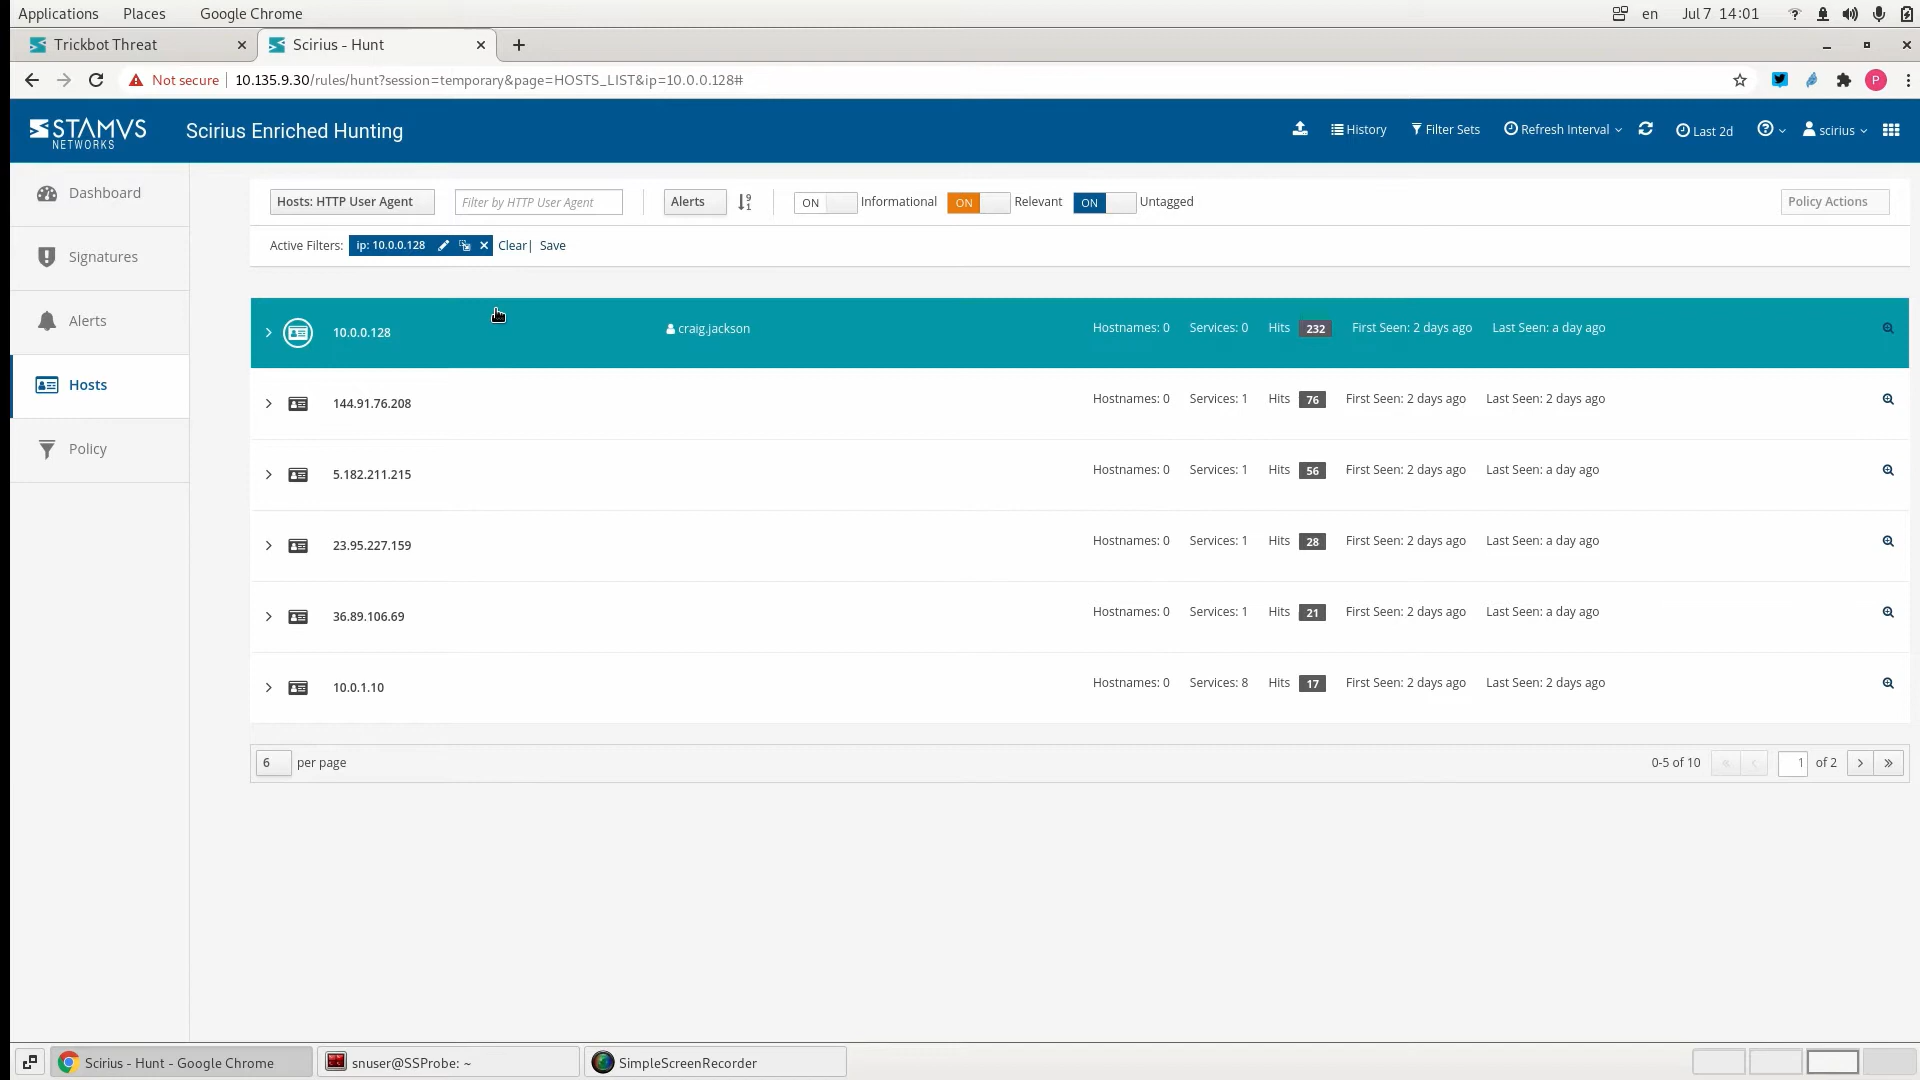 Applications Places Google Chrome en Jul 7 14:01
Trickbot Threat Scirius - Hunt
Not secure 10.135.9.30/rules/hunt?session=temporary&page=HOSTS_LIST&ip=10.0.0.128# P
STAMVS NETWORKS Scirius Enriched Hunting History Filter Sets Refresh Interval Last 2d scirius
Dashboard
Signatures
Alerts
Hosts
Policy
Hosts: HTTP User Agent Filter by HTTP User Agent Alerts ON Informational ON Relevant ON Untagged Policy Actions
Active Filters: ip: 10.0.0.128 Clear| Save
10.0.0.128 craig.jackson Hostnames: 0 Services: 0 Hits 232 First Seen: 2 days ago Last Seen: a day ago
144.91.76.208 Hostnames: 0 Services: 1 Hits 76 First Seen: 2 days ago Last Seen: 2 days ago
5.182.211.215 Hostnames: 0 Services: 1 Hits 56 First Seen: 2 days ago Last Seen: a day ago
23.95.227.159 Hostnames: 0 Services: 1 Hits 28 First Seen: 2 days ago Last Seen: a day ago
36.89.106.69 Hostnames: 0 Services: 1 Hits 21 First Seen: 2 days ago Last Seen: a day ago
10.0.1.10 Hostnames: 0 Services: 8 Hits 17 First Seen: 2 days ago Last Seen: 2 days ago
6 per page 0-5 of 10 1 of 2
Scirius - Hunt - Google Chrome snuser@SSProbe: ~ SimpleScreenRecorder